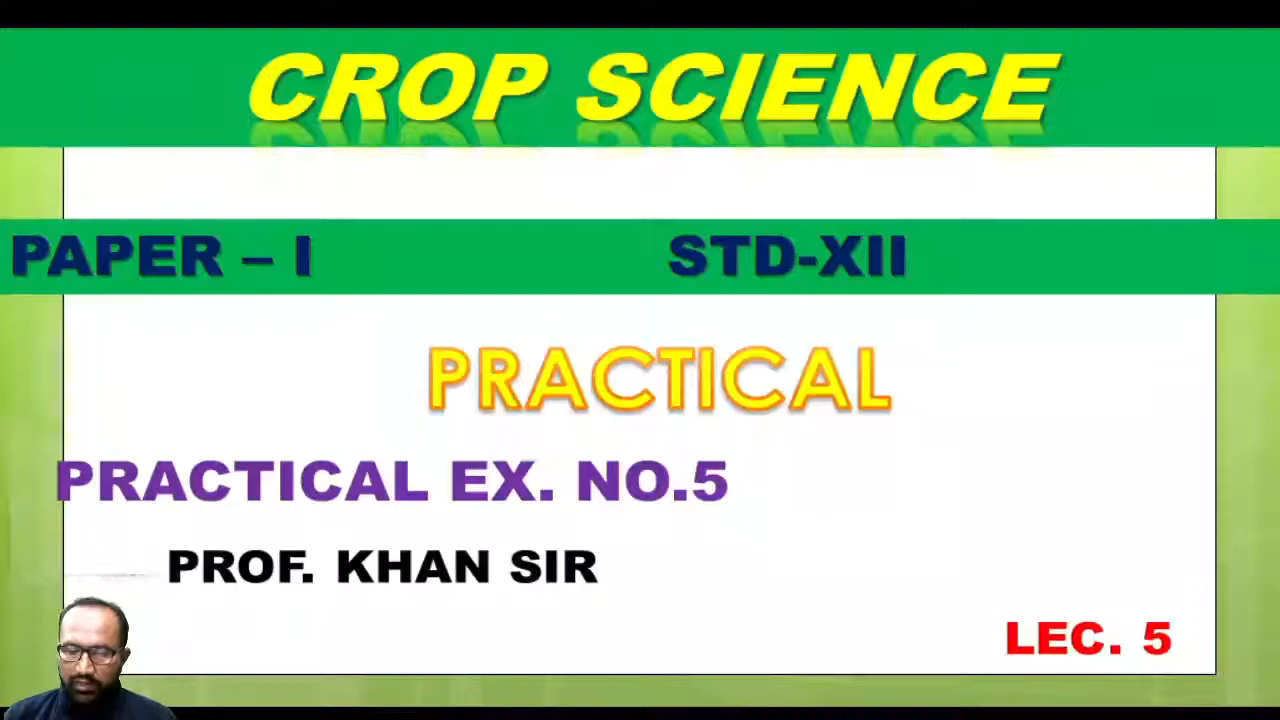 CROP SCIENCE
PAPER – I STD-XII
PRACTICAL
PRACTICAL EX. NO.5
PROF. KHAN SIR
LEC. 5